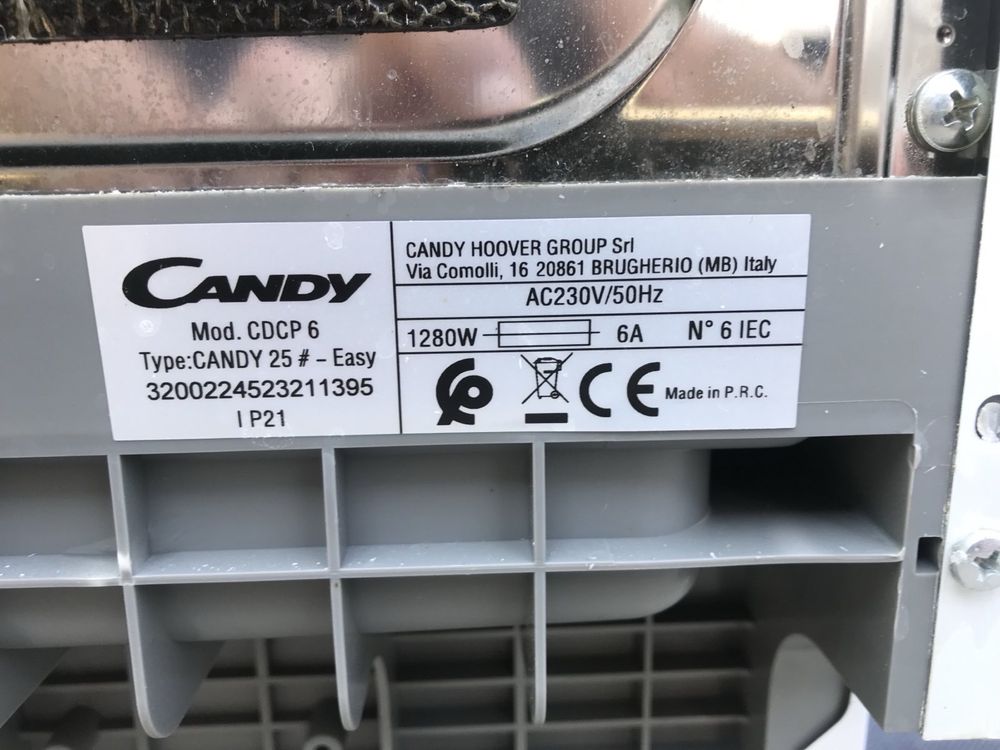 CANDY
Mod. CDCP 6
Type:CANDY 25 # – Easy
3200224523211395
I P21
CANDY HOOVER GROUP Srl
Via Comolli, 16 20861 BRUGHERIO (MB) Italy
AC230V/50Hz
1280W 6A N° 6 IEC
CE Made in P.R.C.